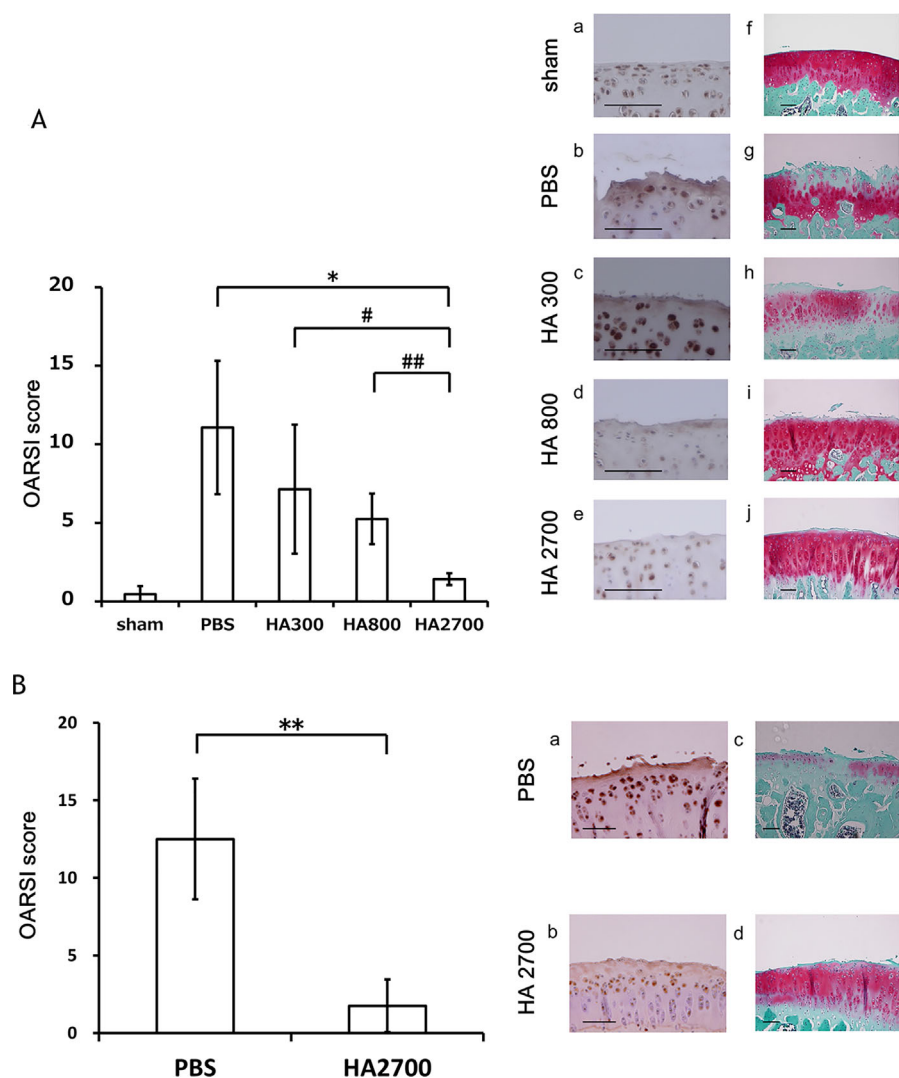 A
20
15
10
5
0
OARSI score
*
#
##
sham PBS HA300 HA800 HA2700
a
f
sham
b
g
PBS
c
h
HA 300
d
i
HA 800
e
j
HA 2700
B
20
15
10
5
0
OARSI score
**
PBS HA2700
a
c
PBS
b
d
HA 2700